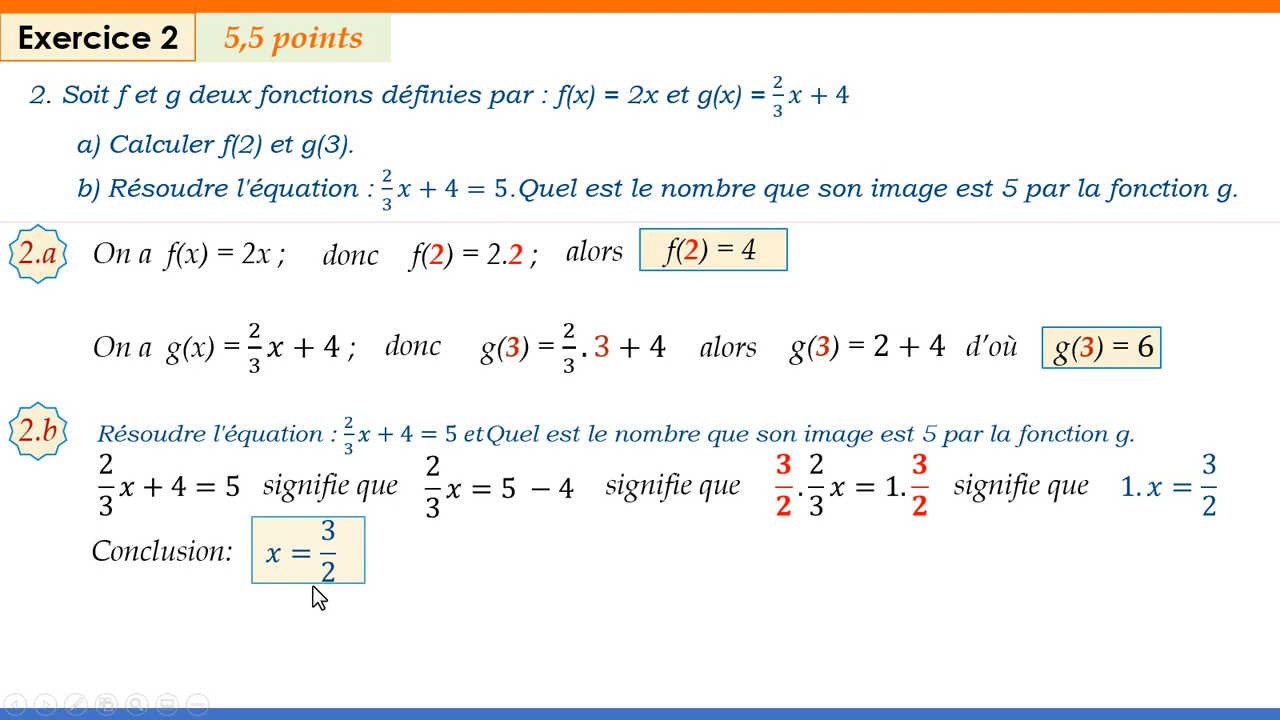 Exercice 2 5,5 points
2. Soit f et g deux fonctions définies par : f(x) = 2x et g(x) = 2/3 x + 4
a) Calculer f(2) et g(3).
b) Résoudre l'équation : 2/3 x + 4 = 5. Quel est le nombre que son image est 5 par la fonction g.
2.a On a f(x) = 2x ; donc f(2) = 2.2 ; alors f(2) = 4
On a g(x) = 2/3 x + 4 ; donc g(3) = 2/3 . 3 + 4 alors g(3) = 2 + 4 d'où g(3) = 6
2.b Résoudre l'équation : 2/3 x + 4 = 5 et Quel est le nombre que son image est 5 par la fonction g.
2/3 x + 4 = 5 signifie que 2/3 x = 5 − 4 signifie que 3/2 . 2/3 x = 1. 3/2 signifie que 1. x = 3/2
Conclusion: x = 3/2